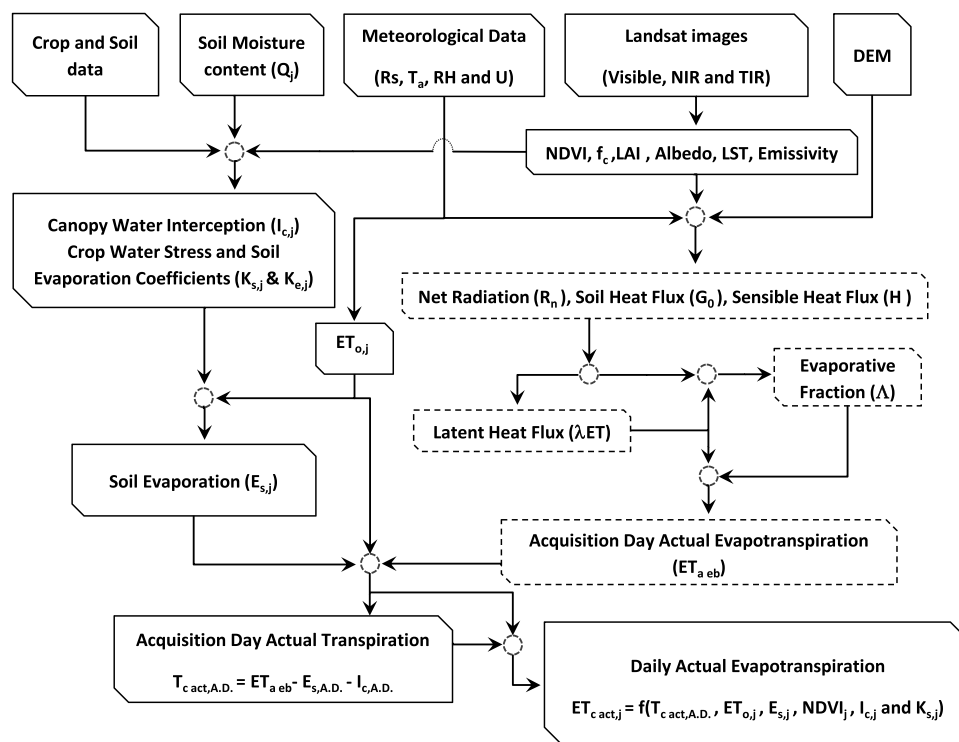 Crop and Soil
data
Soil Moisture
content (Qj)
Meteorological Data
(Rs, Ta, RH and U)
Landsat images
(Visible, NIR and TIR)
DEM
NDVI, fc ,LAI , Albedo, LST, Emissivity
Canopy Water Interception (Ic,j)
Crop Water Stress and Soil
Evaporation Coefficients (Ks,j & Ke,j)
Net Radiation (Rn), Soil Heat Flux (G0), Sensible Heat Flux (H )
ETo,j
Evaporative
Fraction (Λ)
Latent Heat Flux (λET)
Soil Evaporation (Es,j)
Acquisition Day Actual Evapotranspiration
(ETa eb)
Acquisition Day Actual Transpiration
Tc act,A.D. = ETa eb - Es,A.D. - Ic,A.D.
Daily Actual Evapotranspiration
ETc act,j = f(Tc act,A.D. , ETo,j , Es,j , NDVIj , Ic,j and Ks,j)